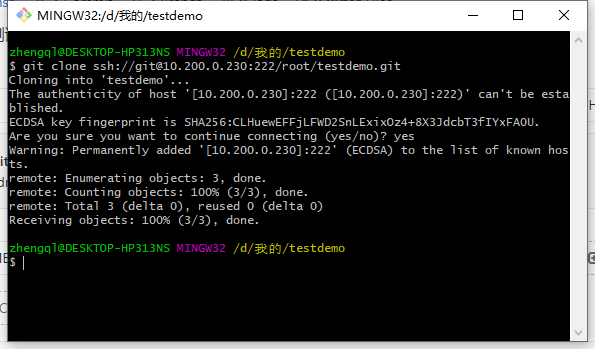 MINGW32:/d/我的/testdemo
zhengql@DESKTOP-HP313NS MINGW32 /d/我的/testdemo
$ git clone ssh://git@10.200.0.230:222/root/testdemo.git
Cloning into 'testdemo'...
The authenticity of host '[10.200.0.230]:222 ([10.200.0.230]:222)' can't be esta
blished.
ECDSA key fingerprint is SHA256:CLHuewEFFjLFWD2SnLExixOz4+8X3JdcbT3fIYxFA0U.
Are you sure you want to continue connecting (yes/no)? yes
Warning: Permanently added '[10.200.0.230]:222' (ECDSA) to the list of known hos
ts.
remote: Enumerating objects: 3, done.
remote: Counting objects: 100% (3/3), done.
remote: Total 3 (delta 0), reused 0 (delta 0)
Receiving objects: 100% (3/3), done.
zhengql@DESKTOP-HP313NS MINGW32 /d/我的/testdemo
$